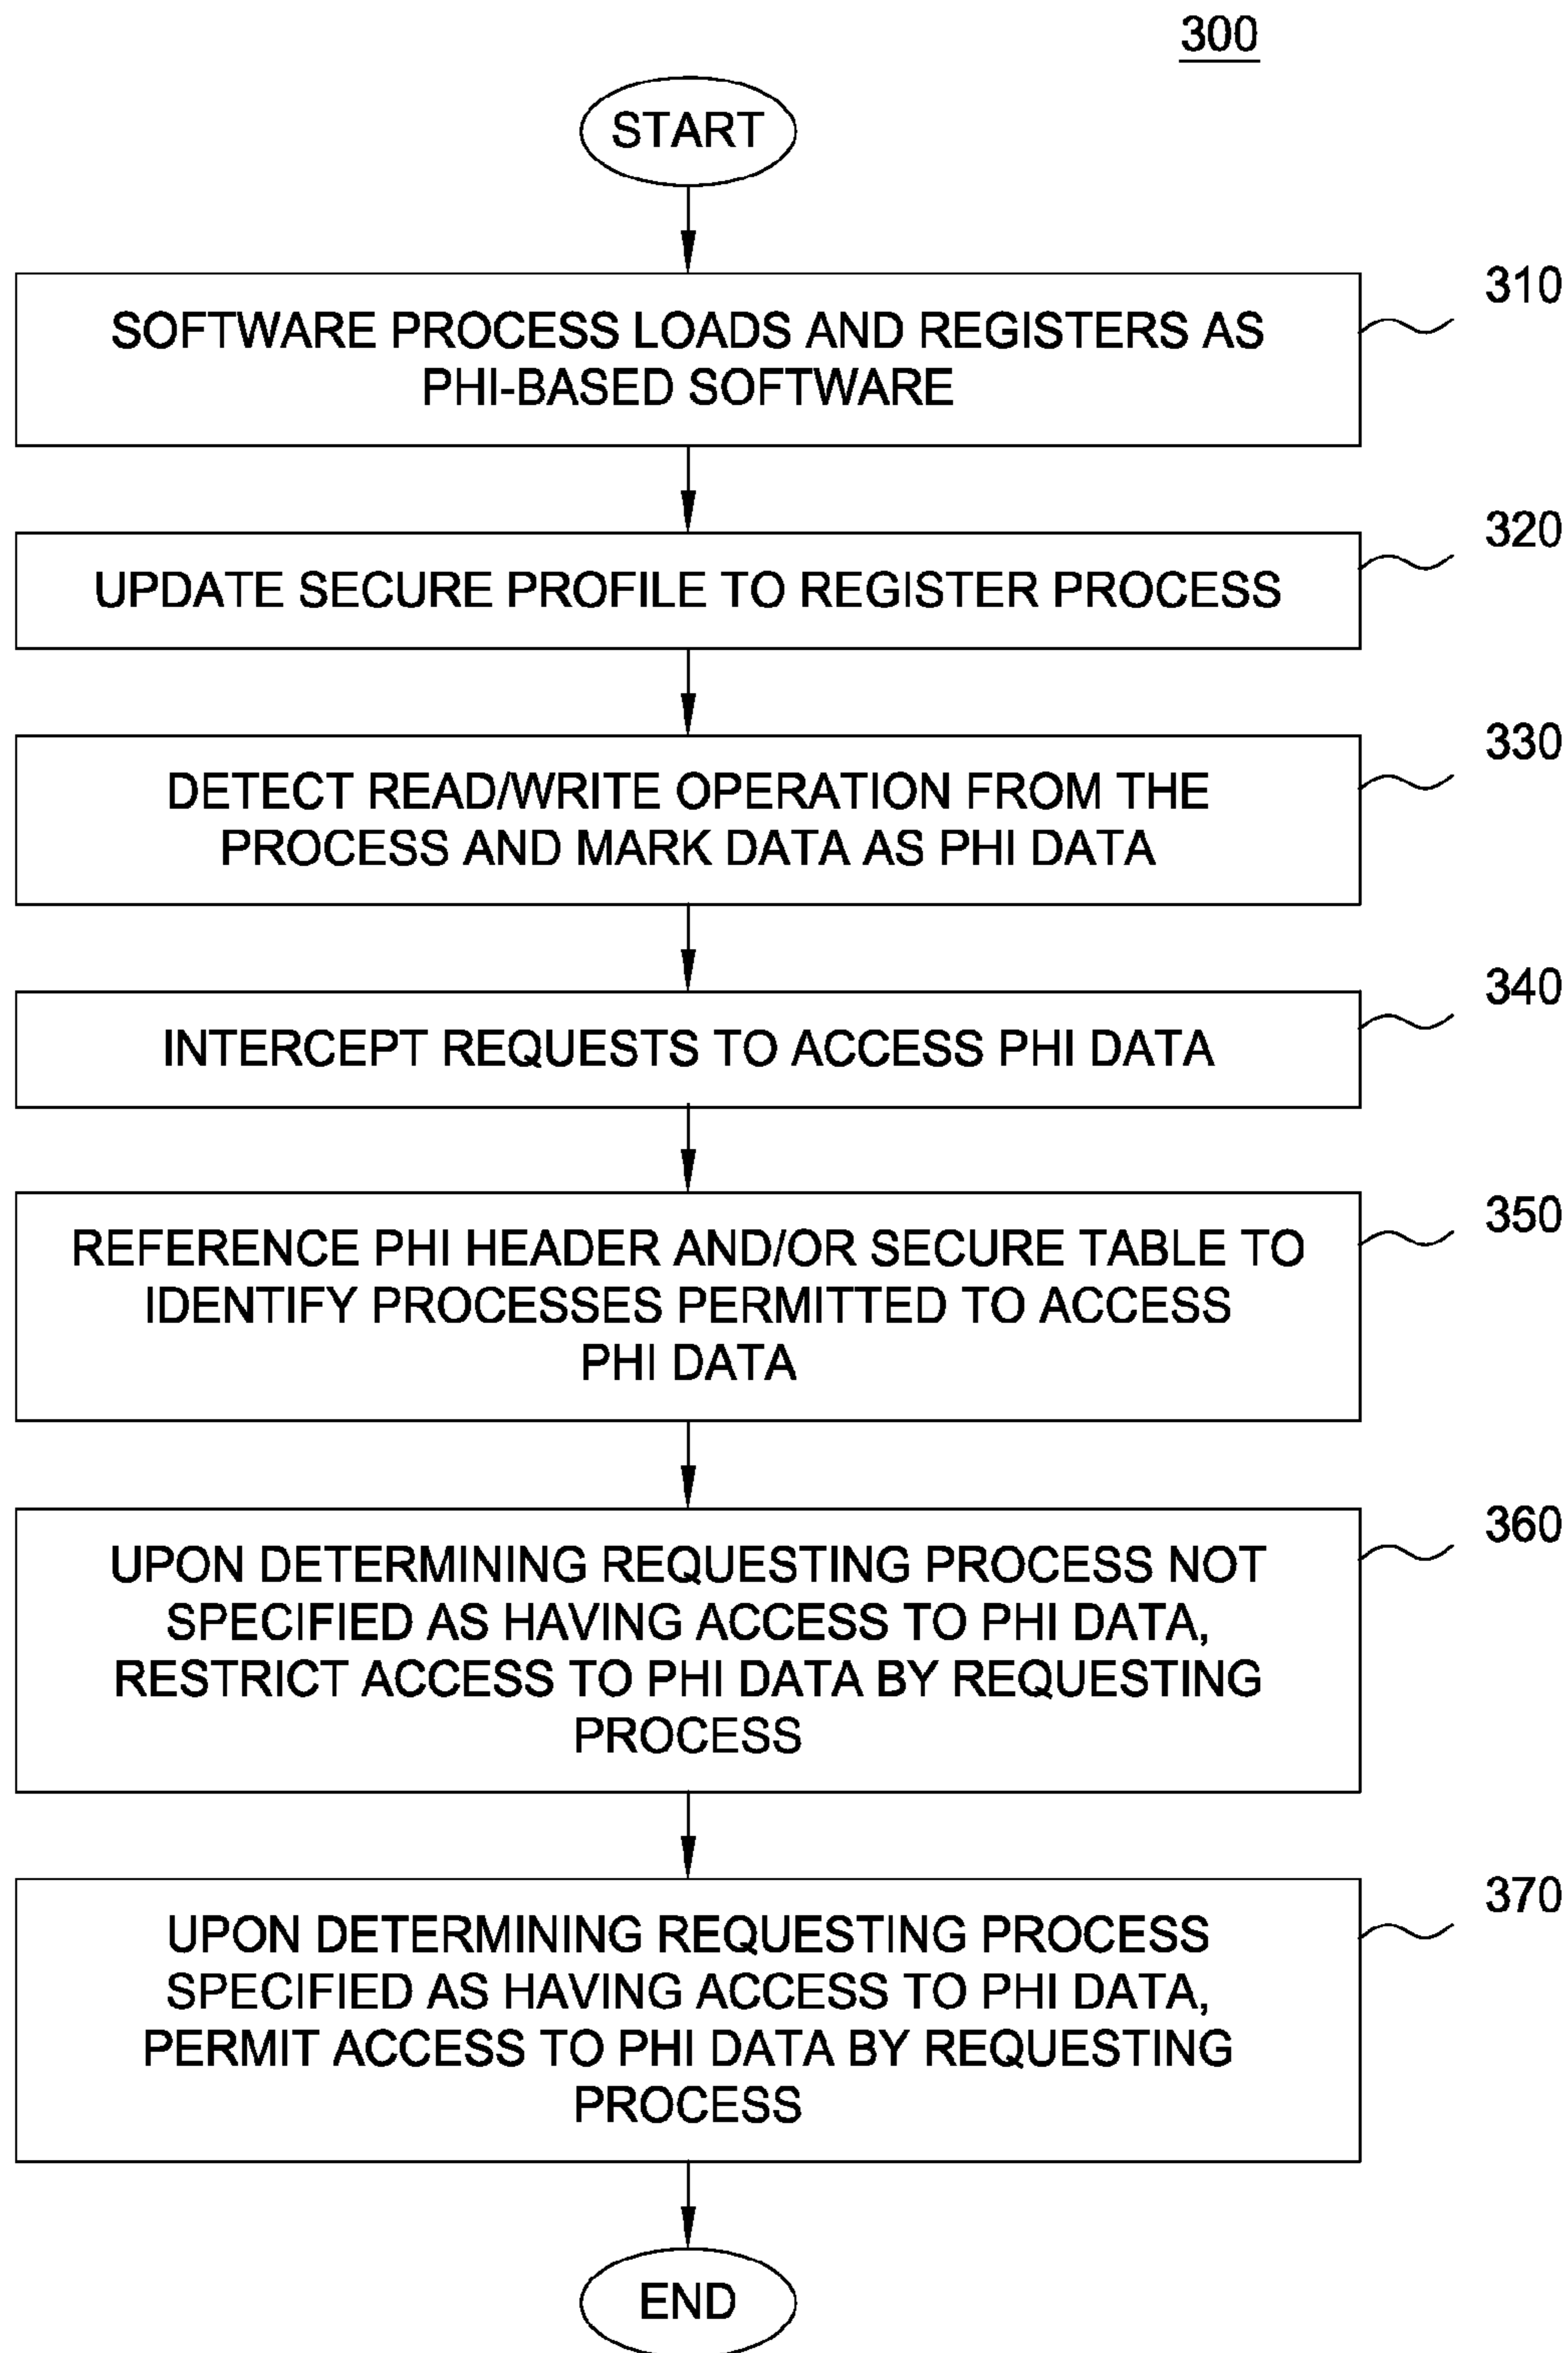 300
START
310
SOFTWARE PROCESS LOADS AND REGISTERS AS
PHI-BASED SOFTWARE
320
UPDATE SECURE PROFILE TO REGISTER PROCESS
330
DETECT READ/WRITE OPERATION FROM THE
PROCESS AND MARK DATA AS PHI DATA
340
INTERCEPT REQUESTS TO ACCESS PHI DATA
350
REFERENCE PHI HEADER AND/OR SECURE TABLE TO
IDENTIFY PROCESSES PERMITTED TO ACCESS
PHI DATA
360
UPON DETERMINING REQUESTING PROCESS NOT
SPECIFIED AS HAVING ACCESS TO PHI DATA,
RESTRICT ACCESS TO PHI DATA BY REQUESTING
PROCESS
370
UPON DETERMINING REQUESTING PROCESS
SPECIFIED AS HAVING ACCESS TO PHI DATA,
PERMIT ACCESS TO PHI DATA BY REQUESTING
PROCESS
END